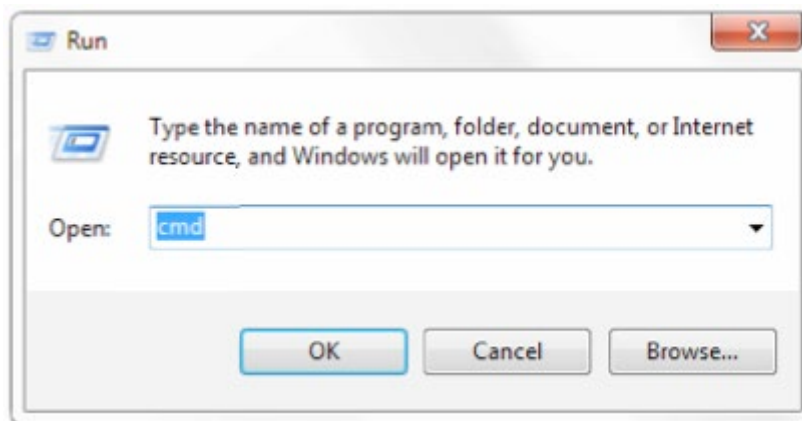 Run
Type the name of a program, folder, document, or Internet
resource, and Windows will open it for you.
Open: cmd
OK Cancel Browse...